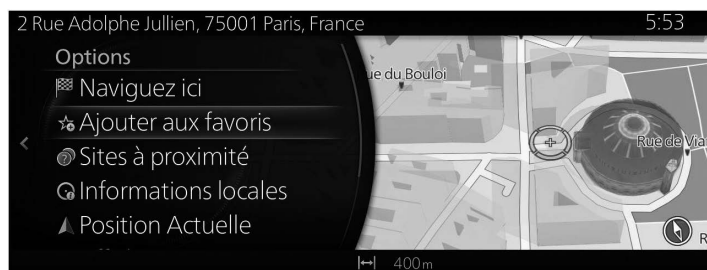 2 Rue Adolphe Jullien, 75001 Paris, France
5:53
Options
Naviguez ici
Ajouter aux favoris
Sites à proximité
Informations locales
Position Actuelle
ue du Bouloi
Rue de Via
R
400 m